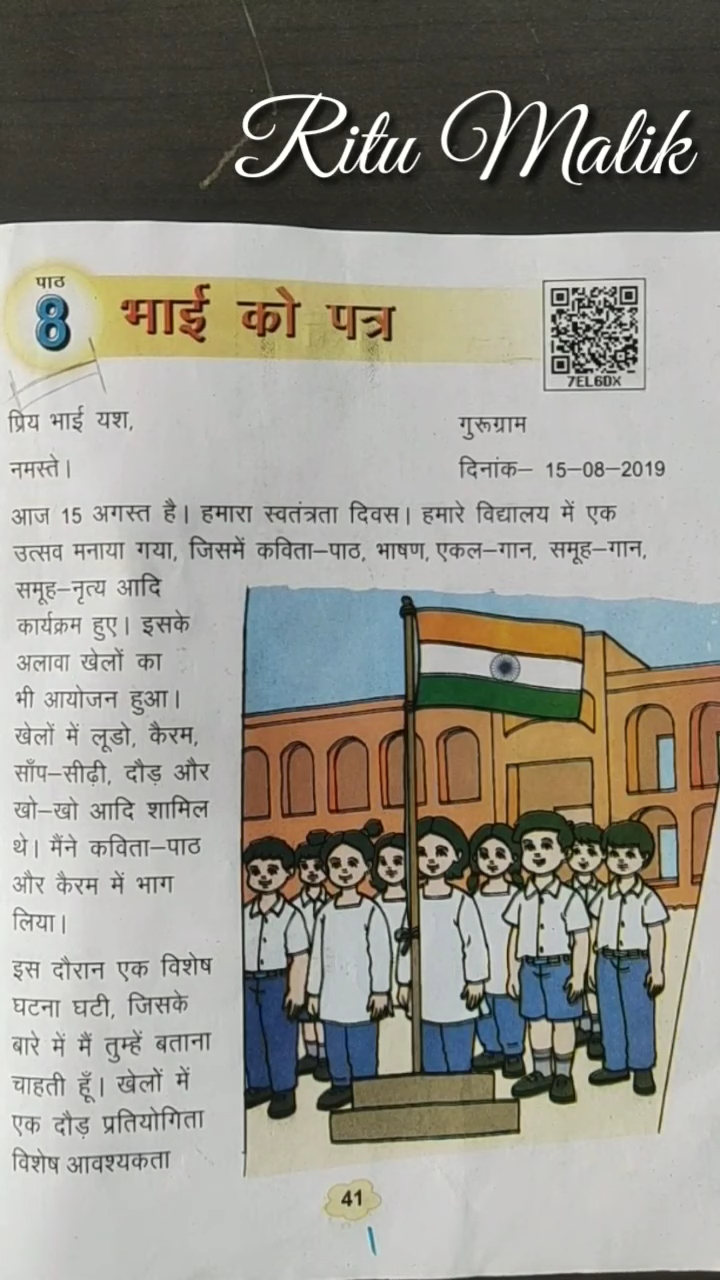 Ritu Malik
पाठ
8 भाई को पत्र
7EL6DX
प्रिय भाई यश,
गुरूग्राम
नमस्ते।
दिनांक– 15–08–2019
आज 15 अगस्त है। हमारा स्वतंत्रता दिवस। हमारे विद्यालय में एक
उत्सव मनाया गया, जिसमें कविता–पाठ, भाषण, एकल–गान, समूह–गान,
समूह–नृत्य आदि
कार्यक्रम हुए। इसके
अलावा खेलों का
भी आयोजन हुआ।
खेलों में लूडो, कैरम,
साँप–सीढ़ी, दौड़ और
खो–खो आदि शामिल
थे। मैंने कविता–पाठ
और कैरम में भाग
लिया।
इस दौरान एक विशेष
घटना घटी, जिसके
बारे में मैं तुम्हें बताना
चाहती हूँ। खेलों में
एक दौड़ प्रतियोगिता
विशेष आवश्यकता
41